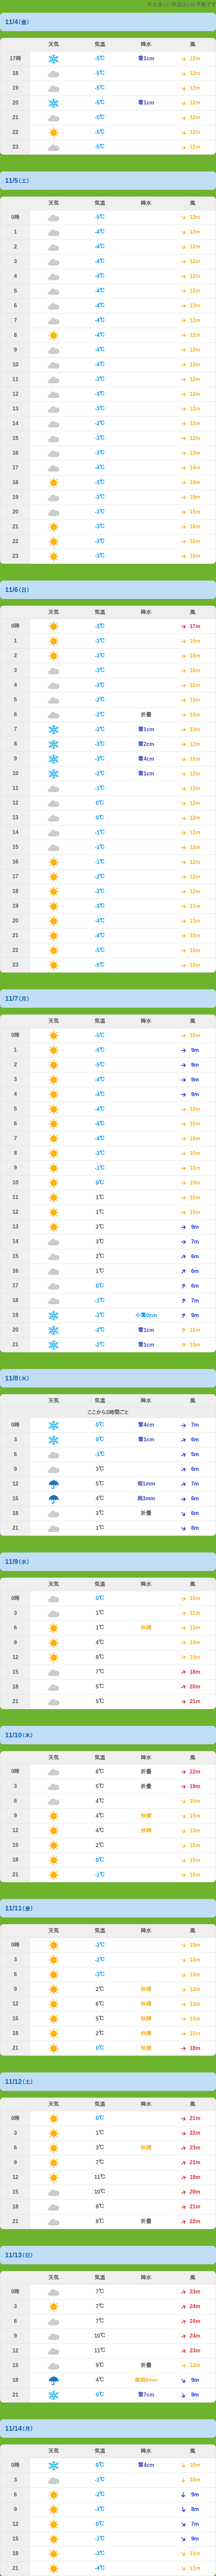 ※大岳（八甲田山）の予報です
11/4(金)
天気 気温 降水 風
17時 -5℃ 雪1cm 12m
18 -5℃ 12m
19 -5℃ 12m
20 -5℃ 雪1cm 12m
21 -5℃ 12m
22 -5℃ 12m
23 -5℃ 12m
11/5(土)
天気 気温 降水 風
0時 -5℃ 12m
1 -4℃ 12m
2 -4℃ 12m
3 -4℃ 12m
4 -4℃ 12m
5 -4℃ 12m
6 -4℃ 12m
7 -4℃ 12m
8 -4℃ 12m
9 -4℃ 12m
10 -4℃ 12m
11 -3℃ 12m
12 -3℃ 12m
13 -3℃ 12m
14 -2℃ 12m
15 -3℃ 12m
16 -3℃ 13m
17 -4℃ 14m
18 -3℃ 14m
19 -3℃ 15m
20 -3℃ 15m
21 -3℃ 16m
22 -3℃ 16m
23 -3℃ 16m
11/6(日)
天気 気温 降水 風
0時 -3℃ 17m
1 -3℃ 16m
2 -3℃ 16m
3 -3℃ 16m
4 -3℃ 15m
5 -2℃ 15m
6 -2℃ 折畳 14m
7 -2℃ 雪1cm 13m
8 -3℃ 雪2cm 12m
9 -3℃ 雪4cm 11m
10 -2℃ 雪1cm 12m
11 -1℃ 12m
12 0℃ 12m
13 0℃ 12m
14 -1℃ 12m
15 -1℃ 12m
16 -1℃ 12m
17 -2℃ 12m
18 -2℃ 12m
19 -3℃ 11m
20 -4℃ 11m
21 -4℃ 10m
22 -5℃ 10m
23 -5℃ 10m
11/7(月)
天気 気温 降水 風
0時 -5℃ 10m
1 -5℃ 9m
2 -5℃ 9m
3 -4℃ 9m
4 -4℃ 9m
5 -4℃ 10m
6 -4℃ 10m
7 -4℃ 10m
8 -3℃ 10m
9 -1℃ 10m
10 0℃ 10m
11 1℃ 10m
12 1℃ 10m
13 2℃ 9m
14 3℃ 7m
15 2℃ 6m
16 1℃ 6m
17 0℃ 6m
18 -1℃ 7m
19 -2℃ 小雪0cm 9m
20 -2℃ 雪1cm 11m
21 -2℃ 雪1cm 13m
11/8(火)
天気 気温 降水 風
ここから3時間ごと
0時 0℃ 雪4cm 7m
3 0℃ 雪1cm 6m
6 -1℃ 5m
9 3℃ 6m
12 5℃ 雨1mm 7m
15 4℃ 雨3mm 6m
18 3℃ 折畳 6m
21 1℃ 8m
11/9(水)
天気 気温 降水 風
0時 0℃ 10m
3 1℃ 11m
6 1℃ 快晴 13m
9 4℃ 14m
12 8℃ 15m
15 7℃ 18m
18 5℃ 20m
21 5℃ 21m
11/10(木)
天気 気温 降水 風
0時 6℃ 折畳 22m
3 5℃ 折畳 19m
6 4℃ 16m
9 4℃ 快晴 15m
12 4℃ 快晴 15m
15 2℃ 15m
18 0℃ 15m
21 -1℃ 15m
11/11(金)
天気 気温 降水 風
0時 -2℃ 15m
3 -2℃ 14m
6 -3℃ 14m
9 2℃ 快晴 13m
12 6℃ 快晴 13m
15 5℃ 快晴 14m
18 2℃ 快晴 15m
21 0℃ 快晴 18m
11/12(土)
天気 気温 降水 風
0時 0℃ 21m
3 1℃ 22m
6 3℃ 快晴 23m
9 7℃ 21m
12 11℃ 19m
15 10℃ 20m
18 8℃ 21m
21 8℃ 折畳 22m
11/13(日)
天気 気温 降水 風
0時 7℃ 23m
3 7℃ 24m
6 7℃ 24m
9 10℃ 24m
12 11℃ 23m
15 9℃ 折畳 13m
18 4℃ 9m
21 0℃ 雪7cm 9m
11/14(月)
天気 気温 降水 風
0時 0℃ 雪4cm 10m
3 -1℃ 10m
6 -2℃ 9m
9 -1℃ 8m
12 0℃ 7m
15 -1℃ 9m
18 -3℃ 11m
21 -4℃ 11m